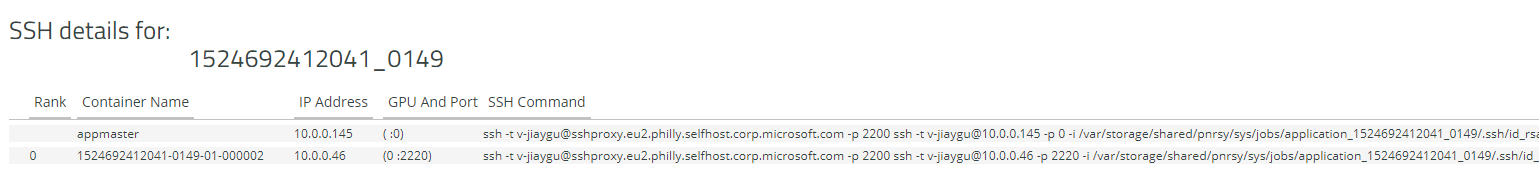 SSH details for:
1524692412041_0149
Rank Container Name IP Address GPU And Port SSH Command
appmaster 10.0.0.145 ( :0) ssh -t v-jiaygu@sshproxy.eu2.philly.selfhost.corp.microsoft.com -p 2200 ssh -t v-jiaygu@10.0.0.145 -p 0 -i /var/storage/shared/pnrsy/sys/jobs/application_1524692412041_0149/.ssh/id_rsa
0 1524692412041-0149-01-000002 10.0.0.46 (0 :2220) ssh -t v-jiaygu@sshproxy.eu2.philly.selfhost.corp.microsoft.com -p 2200 ssh -t v-jiaygu@10.0.0.46 -p 2220 -i /var/storage/shared/pnrsy/sys/jobs/application_1524692412041_0149/.ssh/id_